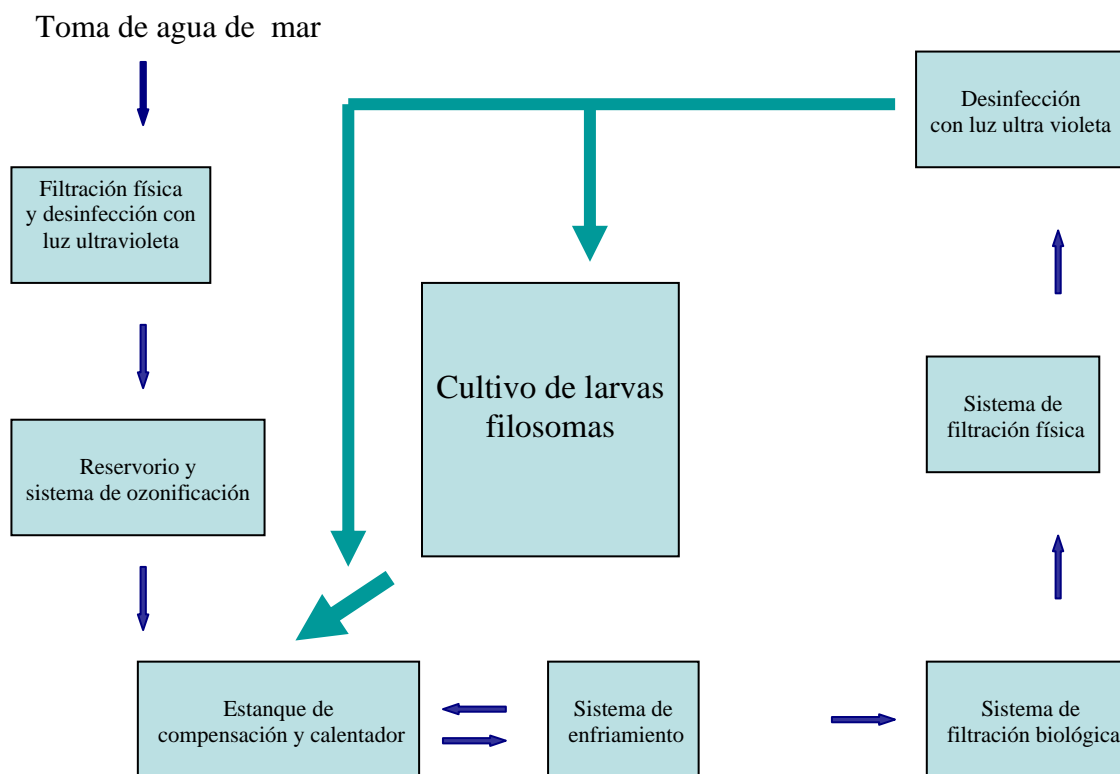 Toma de agua de mar
Filtración física
y desinfección con
luz ultravioleta
Reservorio y
sistema de ozonificación
Estanque de
compensación y calentador
Sistema de
enfriamiento
Sistema de
filtración biológica
Sistema de
filtración física
Desinfección
con luz ultra violeta
Cultivo de larvas
filosomas